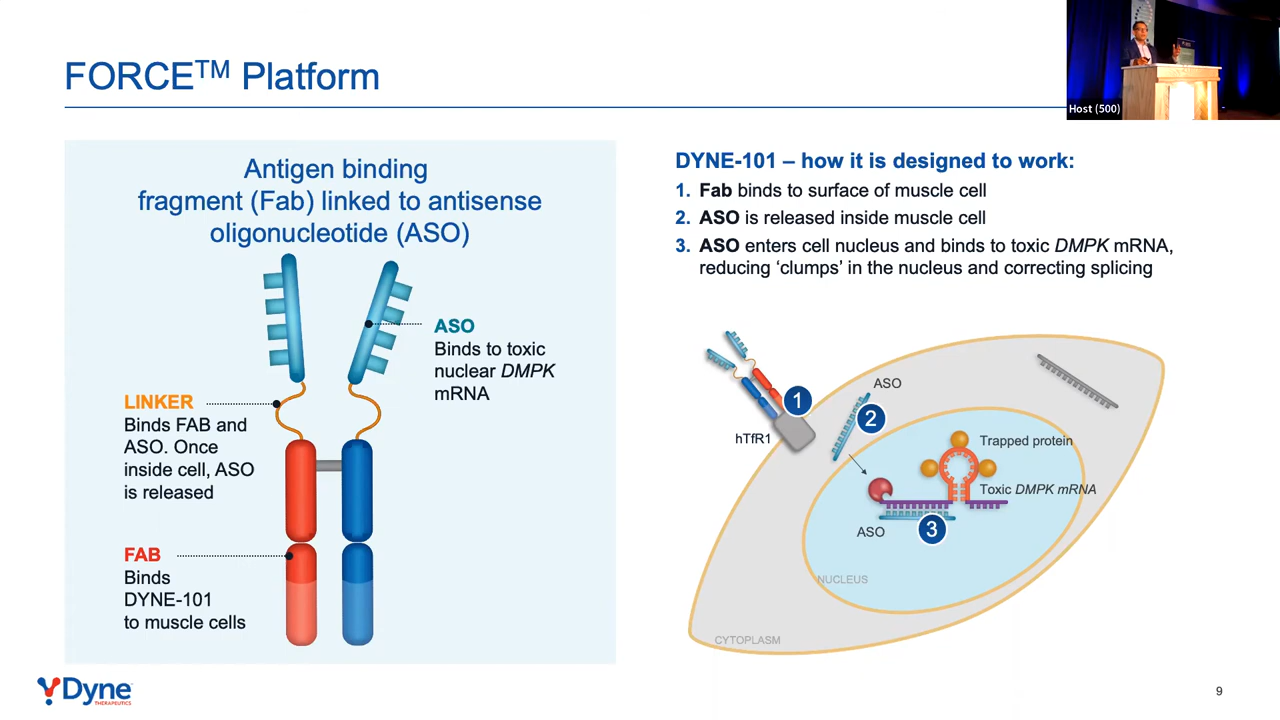 FORCE™ Platform
Host (500)
Antigen binding
fragment (Fab) linked to antisense
oligonucleotide (ASO)
ASO
Binds to toxic
nuclear DMPK
mRNA
LINKER
Binds FAB and
ASO. Once
inside cell, ASO
is released
FAB
Binds
DYNE-101
to muscle cells
DYNE-101 – how it is designed to work:
1. Fab binds to surface of muscle cell
2. ASO is released inside muscle cell
3. ASO enters cell nucleus and binds to toxic DMPK mRNA,
reducing ‘clumps’ in the nucleus and correcting splicing
1
hTfR1
ASO
2
Trapped protein
Toxic DMPK mRNA
ASO
3
NUCLEUS
CYTOPLASM
Dyne
THERAPEUTICS
9